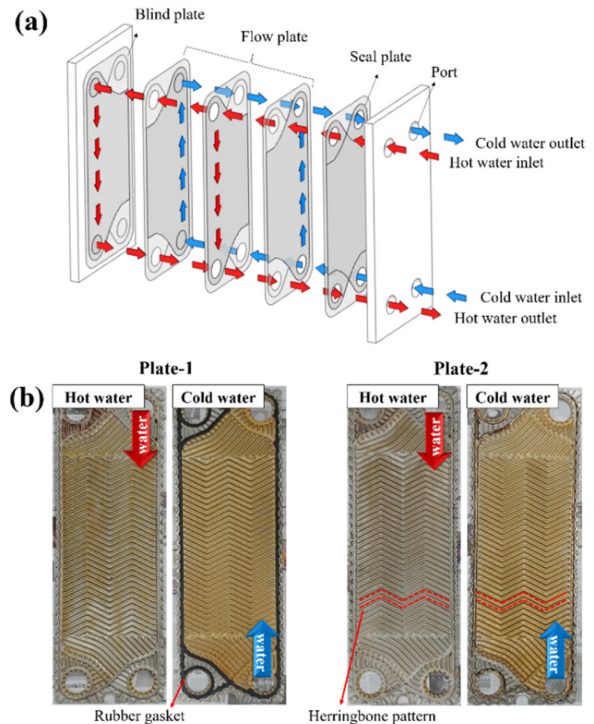 (a)
Blind plate
Flow plate
Seal plate
Port
Cold water outlet
Hot water inlet
Cold water inlet
Hot water outlet
Plate-1
Plate-2
(b)
Hot water
Cold water
Hot water
Cold water
water
water
water
water
Rubber gasket
Herringbone pattern